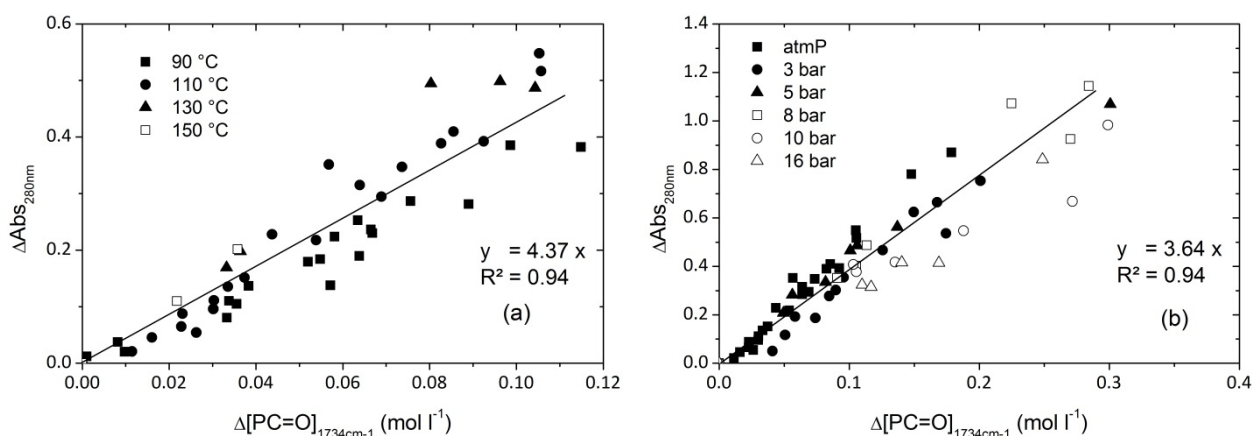 0.6
0.4
0.2
0.0
0.00 0.02 0.04 0.06 0.08 0.10 0.12
ΔAbs280nm
Δ[PC=O]1734cm-1 (mol l-1)
90 °C
110 °C
130 °C
150 °C
y = 4.37 x
R² = 0.94
(a)
1.4
1.2
1.0
0.8
0.6
0.4
0.2
0.0
0.0 0.1 0.2 0.3 0.4
ΔAbs280nm
Δ[PC=O]1734cm-1 (mol l-1)
atmP
3 bar
5 bar
8 bar
10 bar
16 bar
y = 3.64 x
R² = 0.94
(b)